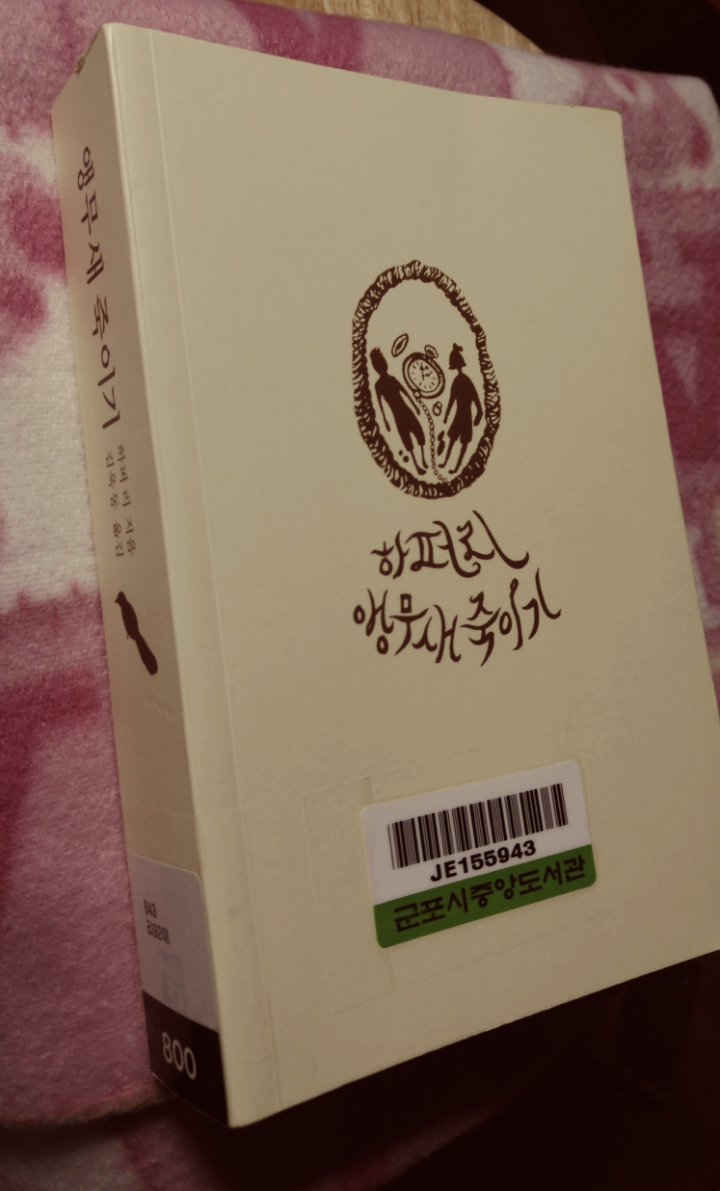 앵무새 죽이기
하퍼 리 지음
김욱동 옮김
하퍼 리
앵무새 죽이기
JE155943
군포시중앙도서관
843
800